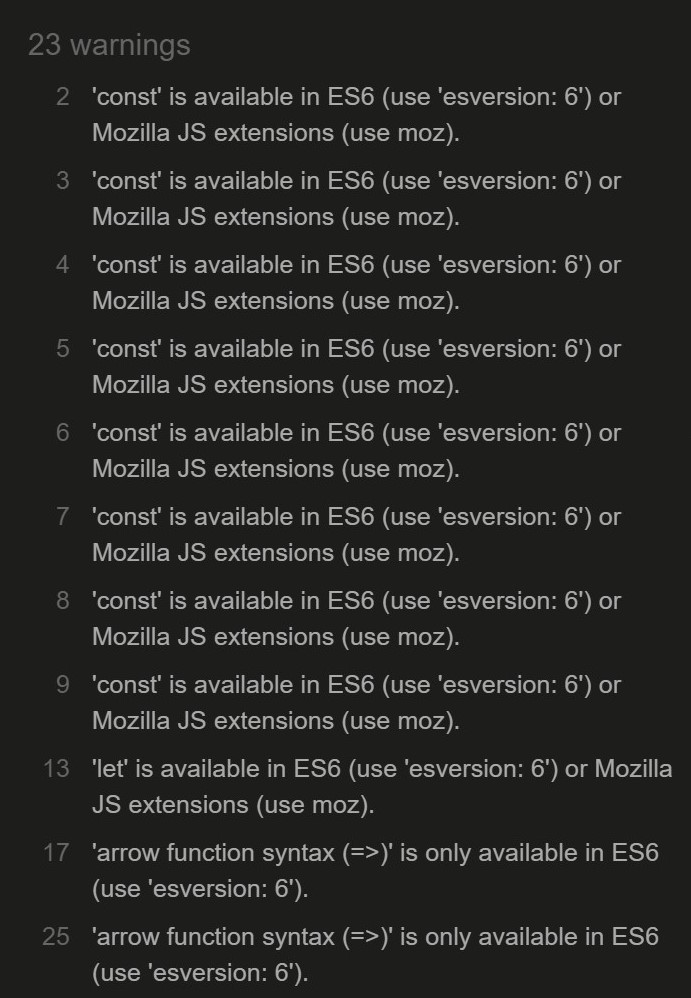 23 warnings
2 'const' is available in ES6 (use 'esversion: 6') or
Mozilla JS extensions (use moz).
3 'const' is available in ES6 (use 'esversion: 6') or
Mozilla JS extensions (use moz).
4 'const' is available in ES6 (use 'esversion: 6') or
Mozilla JS extensions (use moz).
5 'const' is available in ES6 (use 'esversion: 6') or
Mozilla JS extensions (use moz).
6 'const' is available in ES6 (use 'esversion: 6') or
Mozilla JS extensions (use moz).
7 'const' is available in ES6 (use 'esversion: 6') or
Mozilla JS extensions (use moz).
8 'const' is available in ES6 (use 'esversion: 6') or
Mozilla JS extensions (use moz).
9 'const' is available in ES6 (use 'esversion: 6') or
Mozilla JS extensions (use moz).
13 'let' is available in ES6 (use 'esversion: 6') or Mozilla
JS extensions (use moz).
17 'arrow function syntax (=>)' is only available in ES6
(use 'esversion: 6').
25 'arrow function syntax (=>)' is only available in ES6
(use 'esversion: 6').